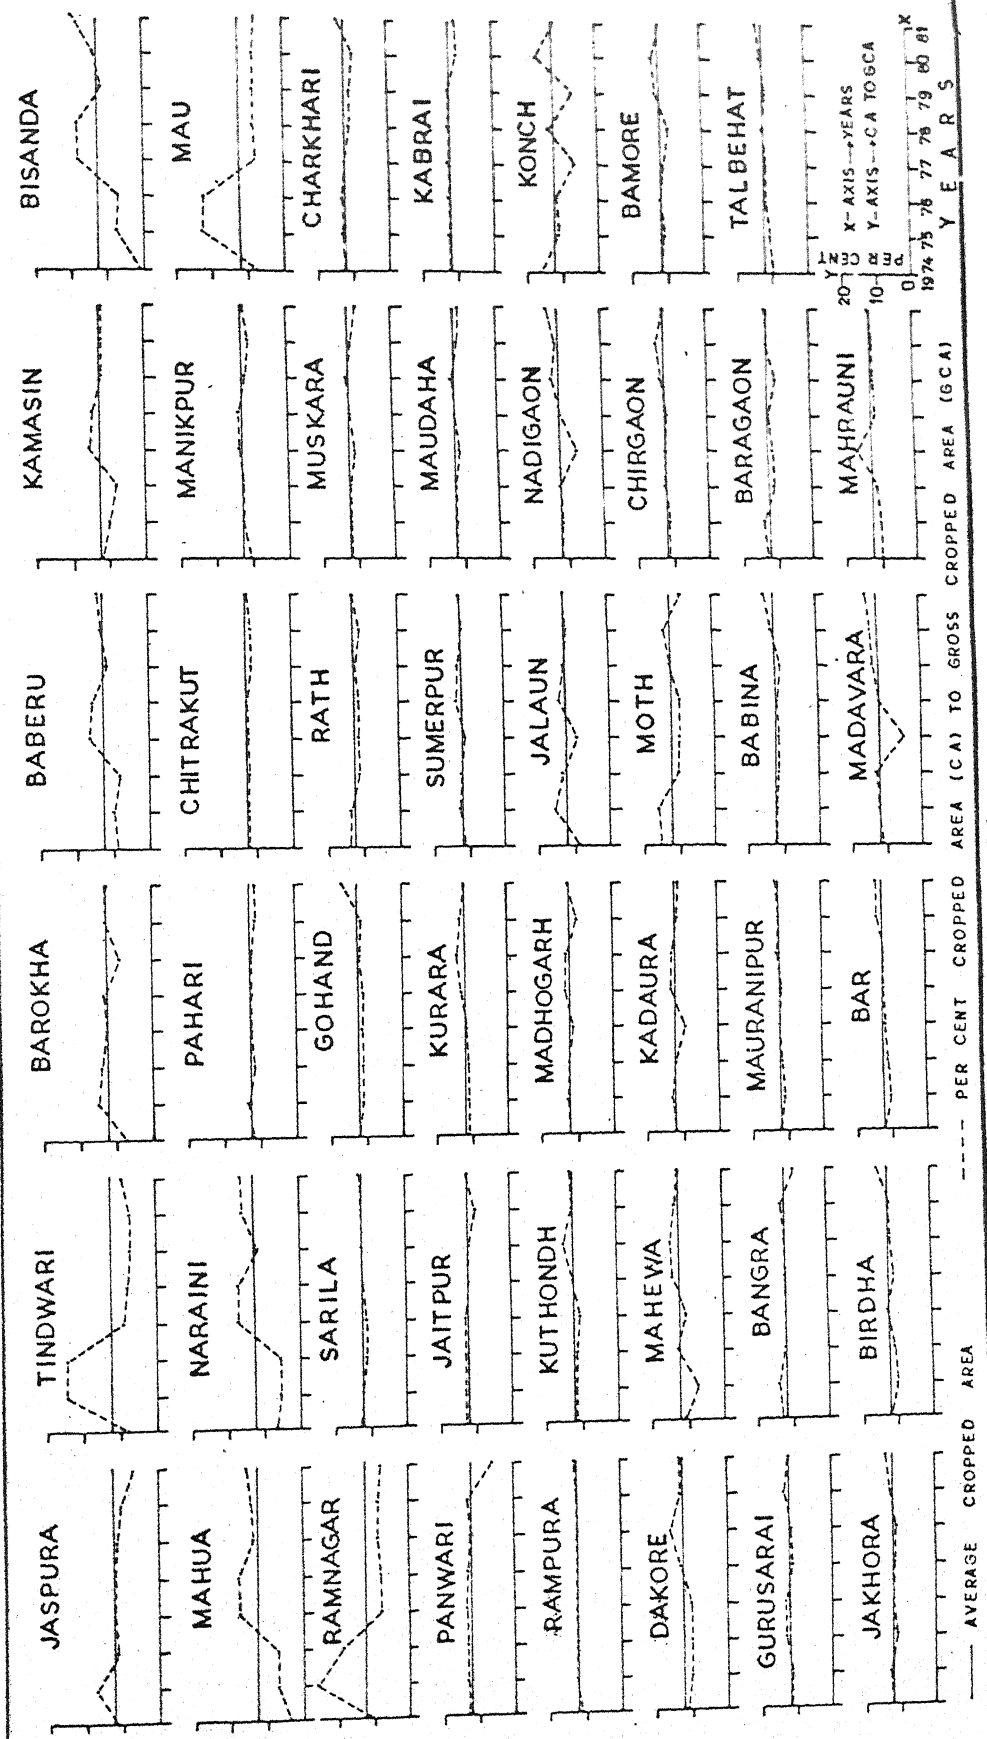 JASPURA
TINDWARI
BAROKHA
BABERU
KAMASIN
BISANDA
MAHUA
NARAINI
PAHARI
CHITRAKUT
MANIKPUR
MAU
RAMNAGAR
SARILA
GOHAND
RATH
MUSKARA
CHARKHARI
PANWARI
JAITPUR
KURARA
SUMERPUR
MAUDAHA
KABRAI
RAMPURA
KUTHONDH
MADHOGARH
JALAUN
NADIGAON
KONCH
DAKORE
MAHEWA
KADAURA
MOTH
CHIRGAON
BAMORE
GURUSARAI
BANGRA
MAURANIPUR
BABINA
BARAGAON
TALBEHAT
JAKHORA
BIRDHA
BAR
MADAVARA
MAHRAUNI
Y
20
10
0
PER CENT
X-AXIS→YEARS
Y-AXIS→CA TO GCA
X
1974 75 76 77 78 79 80 81
YEARS
AVERAGE CROPPED AREA ---- PER CENT CROPPED AREA (CA) TO GROSS CROPPED AREA (GCA)